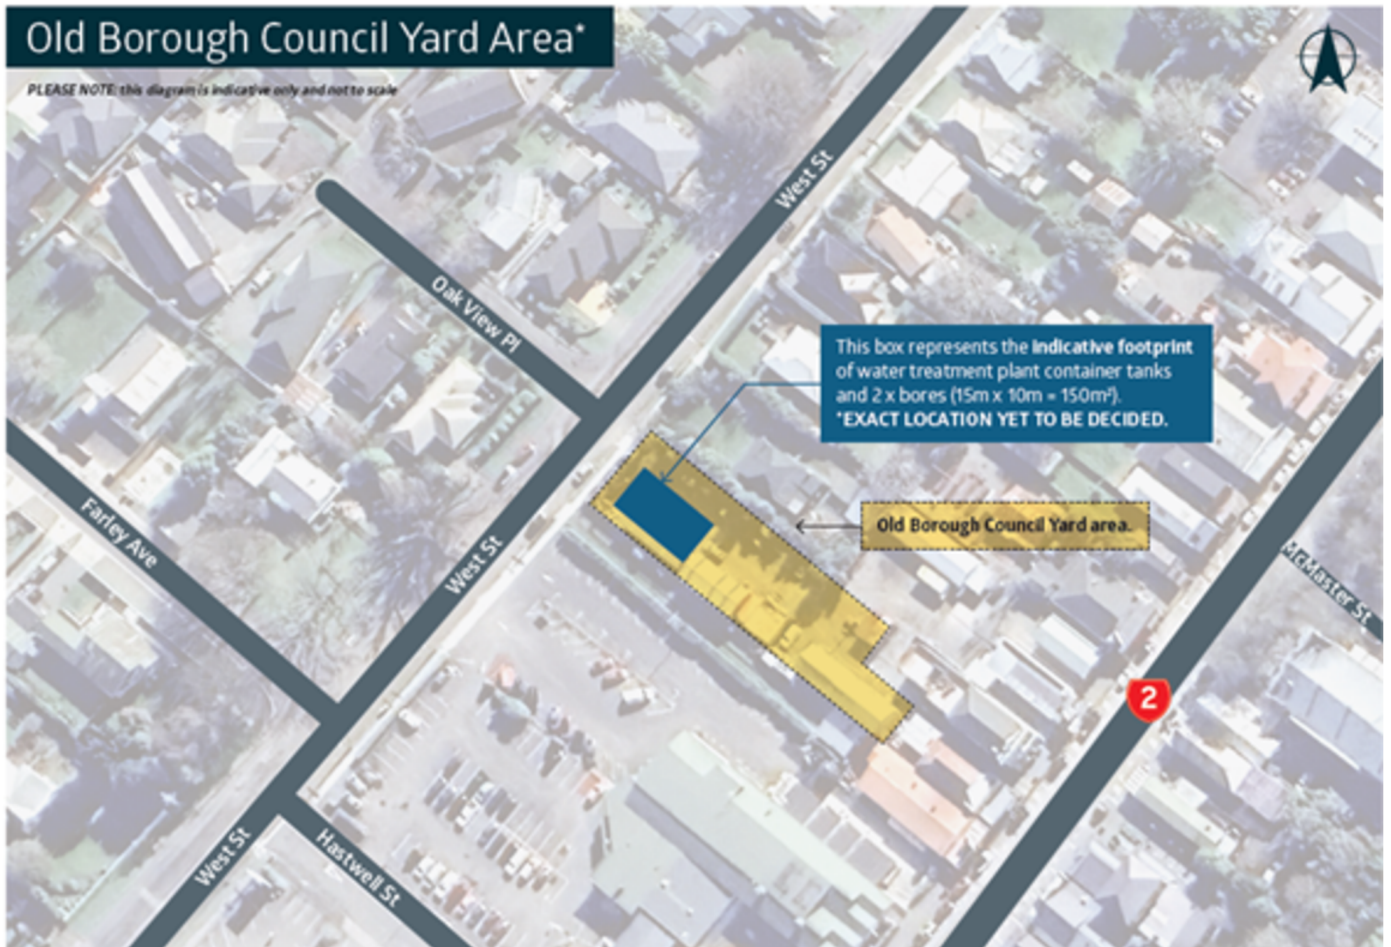 Old Borough Council Yard Area*
PLEASE NOTE: this diagram is indicative only and not to scale
West St
Oak View Pl
This box represents the indicative footprint
of water treatment plant container tanks
and 2 x bores (15m x 10m = 150m²).
*EXACT LOCATION YET TO BE DECIDED.
Farley Ave
West St
Old Borough Council Yard area.
McMaster St
2
West St
Hastwell St